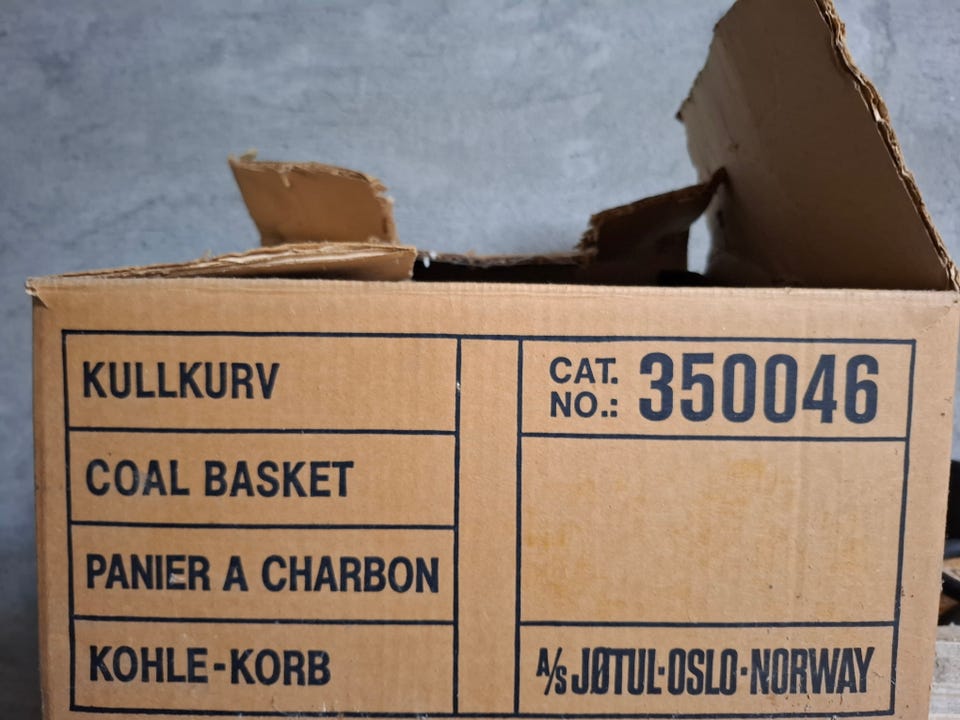 KULLKURV
COAL BASKET
PANIER A CHARBON
KOHLE-KORB
CAT. NO.: 350046
A/S JØTUL·OSLO·NORWAY